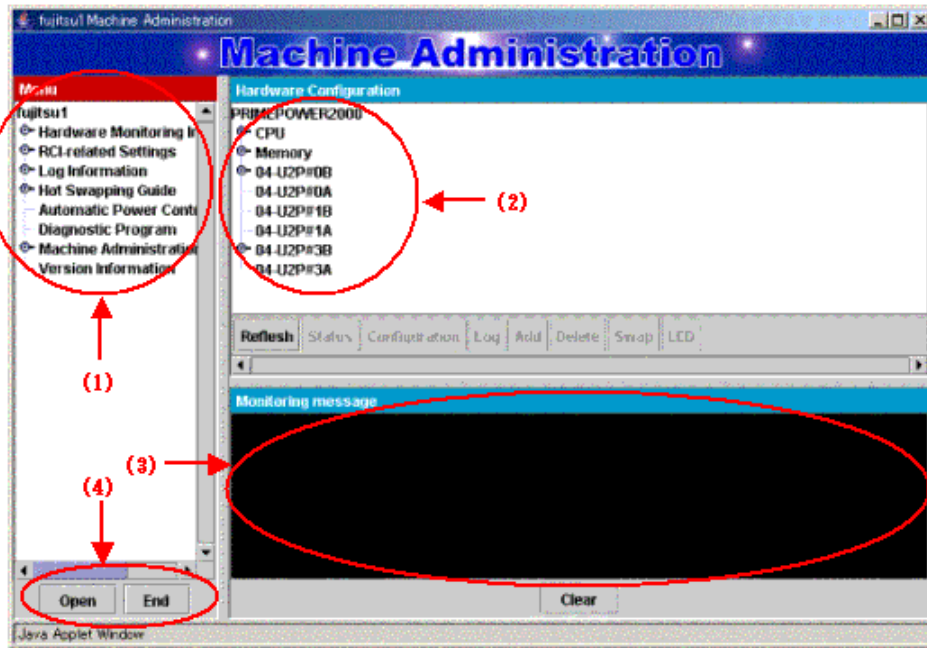 fujitsu1 Machine Administration
Machine Administration
Menu
fujitsu1
Hardware Monitoring I
RCI-related Settings
Log Information
Hot Swapping Guide
Automatic Power Cont
Diagnostic Program
Machine Administration
Version Information
(1)
(4)
Open End
Hardware Configuration
PRIMEPOWER2000
CPU
Memory
04-U2P#0B
04-U2P#0A
04-U2P#1B
04-U2P#1A
04-U2P#3B
04-U2P#3A
(2)
Reflesh Status Configuration Log Add Delete Swap LED
Monitoring message
(3)
Clear
Java Applet Window